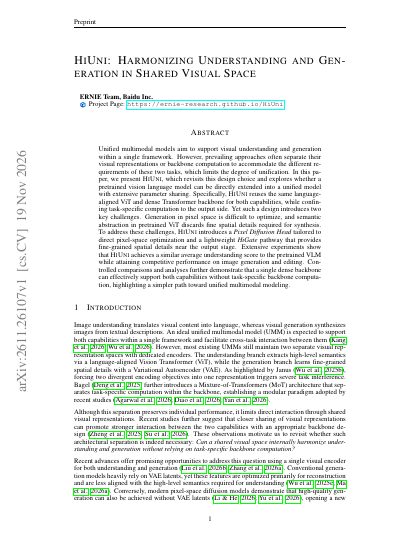 Preprint
HIUNI: HARMONIZING UNDERSTANDING AND GEN-
ERATION IN SHARED VISUAL SPACE
ERNIE Team, Baidu Inc.
Project Page: https://ernie-research.github.io/HiUni
ABSTRACT
Unified multimodal models aim to support visual understanding and generation
within a single framework. However, prevailing approaches often separate their
visual representations or backbone computation to accommodate the different re-
quirements of these two tasks, which limits the degree of unification. In this pa-
per, we present HIUNI, which revisits this design choice and explores whether a
pretrained vision language model can be directly extended into a unified model
with extensive parameter sharing. Specifically, HIUNI reuses the same language-
aligned ViT and dense Transformer backbone for both capabilities, while confin-
ing task-specific computation to the output side. Yet such a design introduces two
key challenges. Generation in pixel space is difficult to optimize, and semantic
abstraction in pretrained ViT discards fine spatial details required for synthesis.
To address these challenges, HIUNI introduces a Pixel Diffusion Head tailored to
direct pixel-space optimization and a lightweight HiGate pathway that provides
fine-grained spatial details near the output stage. Extensive experiments show
that HIUNI achieves a similar average understanding score to the pretrained VLM
while attaining competitive performance on image generation and editing. Con-
trolled comparisons and analyses further demonstrate that a single dense backbone
can effectively support both capabilities without task-specific backbone computa-
tion, highlighting a simpler path toward unified multimodal modeling.
1 INTRODUCTION
Image understanding translates visual content into language, whereas visual generation synthesizes
images from textual descriptions. An ideal unified multimodal model (UMM) is expected to support
both capabilities within a single framework and facilitate cross-task interaction between them (Kang
et al., 2026; Wu et al., 2026). However, most existing UMMs still maintain two separate visual rep-
resentation spaces with dedicated encoders. The understanding branch extracts high-level semantics
via a language-aligned Vision Transformer (ViT), while the generation branch learns fine-grained
spatial details with a Variational Autoencoder (VAE). As highlighted by Janus (Wu et al., 2025b),
forcing two divergent encoding objectives into one representation triggers severe task interference.
Bagel (Deng et al., 2025) further introduces a Mixture-of-Transformers (MoT) architecture that sep-
arates task-specific computation within the backbone, establishing a modular paradigm adopted by
recent studies (Agarwal et al., 2026; Diao et al., 2026; Yan et al., 2026).
Although this separation preserves individual performance, it limits direct interaction through shared
visual representations. Recent studies further suggest that closer sharing of visual representations
can promote stronger interaction between the two capabilities with an appropriate backbone de-
sign (Zheng et al., 2025; Su et al., 2026). These observations motivate us to revisit whether such
architectural separation is indeed necessary: Can a shared visual space internally harmonize under-
standing and generation without relying on task-specific backbone computation?
Recent advances offer promising opportunities to address this question using a single visual encoder
for both understanding and generation (Liu et al., 2026b; Zhang et al., 2026a). Conventional genera-
tion models heavily rely on VAE latents, yet these features are optimized primarily for reconstruction
and are less aligned with the high-level semantics required for understanding (Wu et al., 2025c; Ma
et al., 2026a). Conversely, modern pixel-space diffusion models demonstrate that high-quality gen-
eration can also be achieved without VAE latents (Li & He, 2026; Yu et al., 2026), opening a new
1
arXiv:2611.26107v1 [cs.CV] 19 Nov 2026